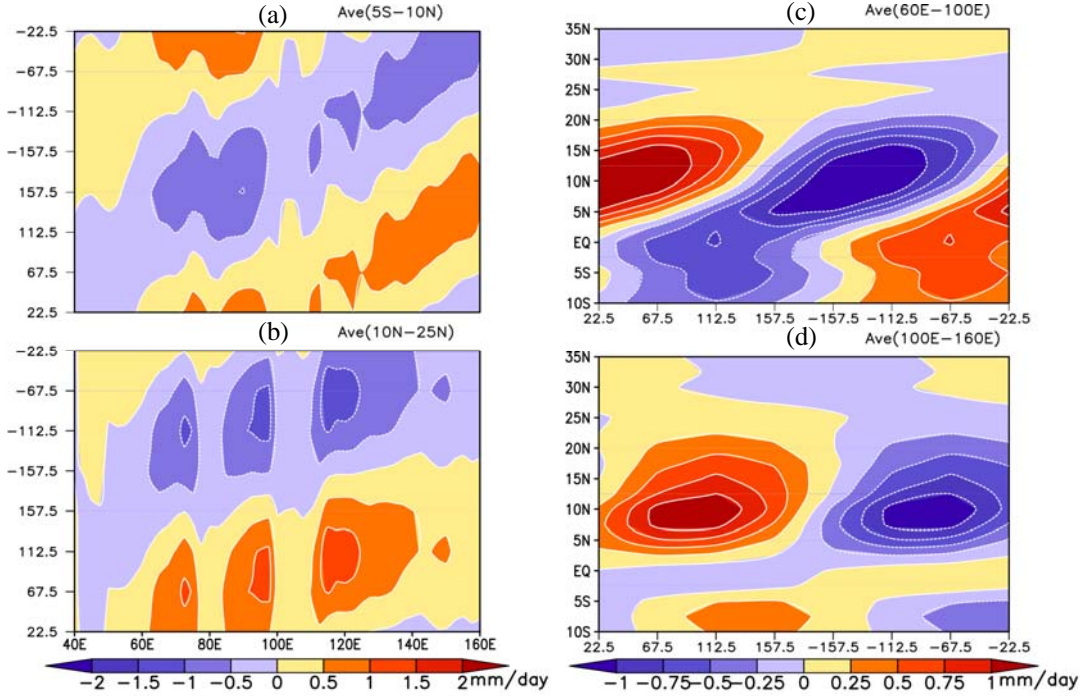 (a) Ave(5S−10N)
−22.5
−67.5
−112.5
−157.5
157.5
112.5
67.5
22.5
(b) Ave(10N−25N)
−22.5
−67.5
−112.5
−157.5
157.5
112.5
67.5
22.5
40E 60E 80E 100E 120E 140E 160E
−2 −1.5 −1 −0.5 0 0.5 1 1.5 2 mm/day
(c) Ave(60E−100E)
35N
30N
25N
20N
15N
10N
5N
EQ
5S
10S
22.5 67.5 112.5 157.5 −157.5 −112.5 −67.5 −22.5
(d) Ave(100E−160E)
35N
30N
25N
20N
15N
10N
5N
EQ
5S
10S
22.5 67.5 112.5 157.5 −157.5 −112.5 −67.5 −22.5
−1 −0.75 −0.5 −0.25 0 0.25 0.5 0.75 1 mm/day